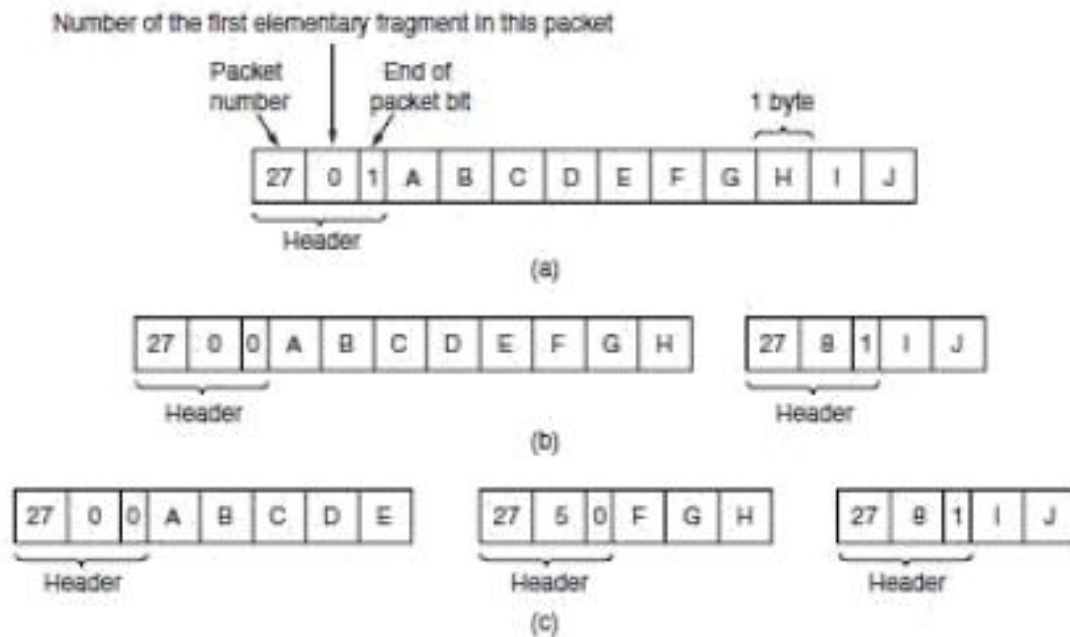 Number of the first elementary fragment in this packet
Packet number
End of packet bit
1 byte
27 0 1 A B C D E F G H I J
Header
(a)
27 0 0 A B C D E F G H
27 8 1 I J
Header
Header
(b)
27 0 0 A B C D E
27 5 0 F G H
27 8 1 I J
Header
Header
Header
(c)